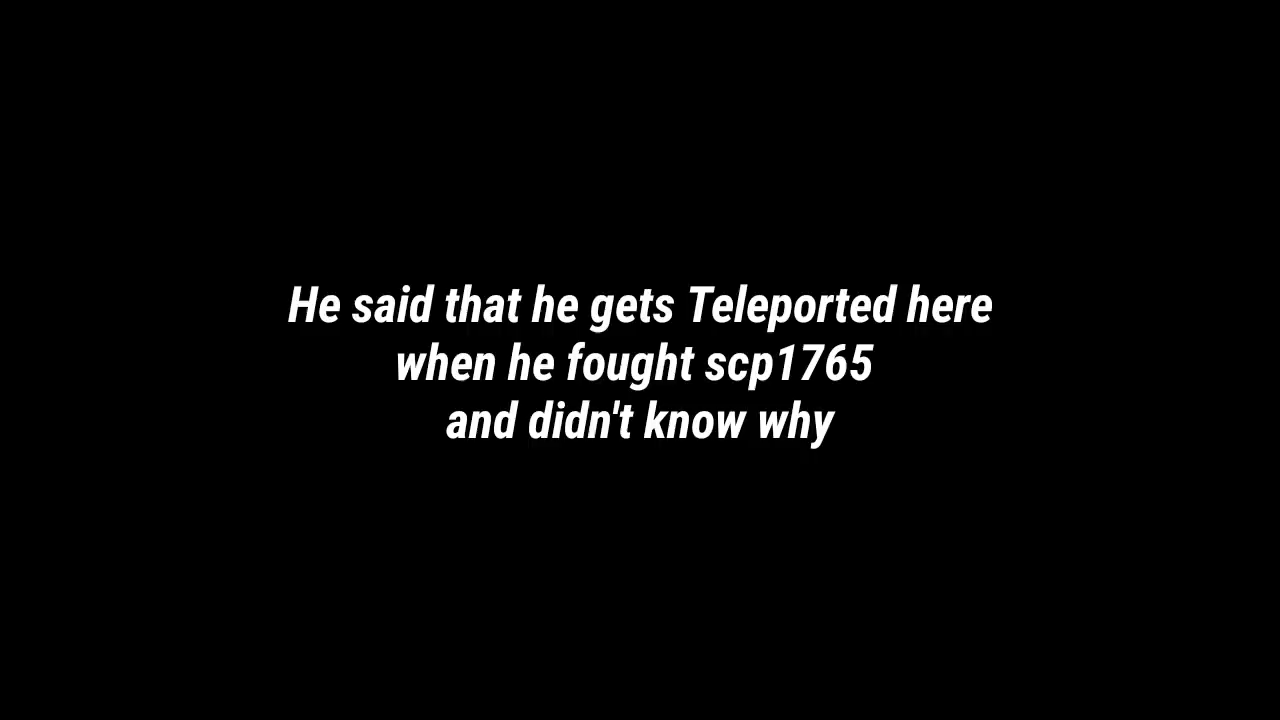 He said that he gets Teleported here
when he fought scp1765
and didn't know why